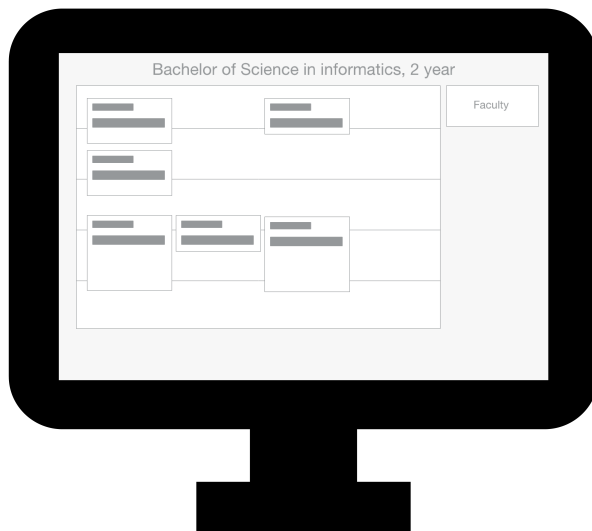 Bachelor of Science in informatics, 2 year
Faculty